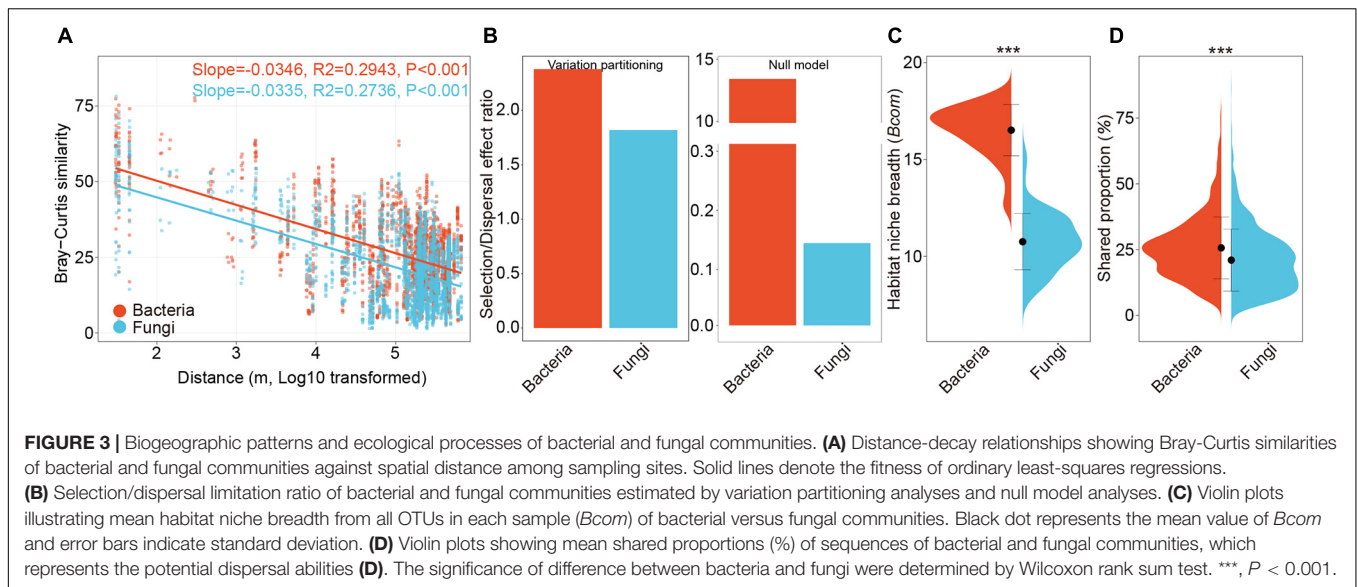 A
Slope=-0.0346, R2=0.2943, P<0.001
Slope=-0.0335, R2=0.2736, P<0.001
Bray−Curtis similarity
75
50
25
0
Bacteria
Fungi
2
3
4
5
Distance (m, Log10 transformed)
B
Variation partitioning
Selection/Dispersal effect ratio
2.0
1.5
1.0
0.5
0.0
Bacteria
Fungi
Null model
15
10
0.3
0.2
0.1
0.0
Bacteria
Fungi
C
***
Habitat niche breadth (Bcom)
20
15
10
Bacteria
Fungi
D
***
Shared proportion (%)
75
50
25
0
Bacteria
Fungi
FIGURE 3 | Biogeographic patterns and ecological processes of bacterial and fungal communities. (A) Distance-decay relationships showing Bray-Curtis similarities
of bacterial and fungal communities against spatial distance among sampling sites. Solid lines denote the fitness of ordinary least-squares regressions.
(B) Selection/dispersal limitation ratio of bacterial and fungal communities estimated by variation partitioning analyses and null model analyses. (C) Violin plots
illustrating mean habitat niche breadth from all OTUs in each sample (Bcom) of bacterial versus fungal communities. Black dot represents the mean value of Bcom
and error bars indicate standard deviation. (D) Violin plots showing mean shared proportions (%) of sequences of bacterial and fungal communities, which
represents the potential dispersal abilities (D). The significance of difference between bacteria and fungi were determined by Wilcoxon rank sum test. ***, P < 0.001.